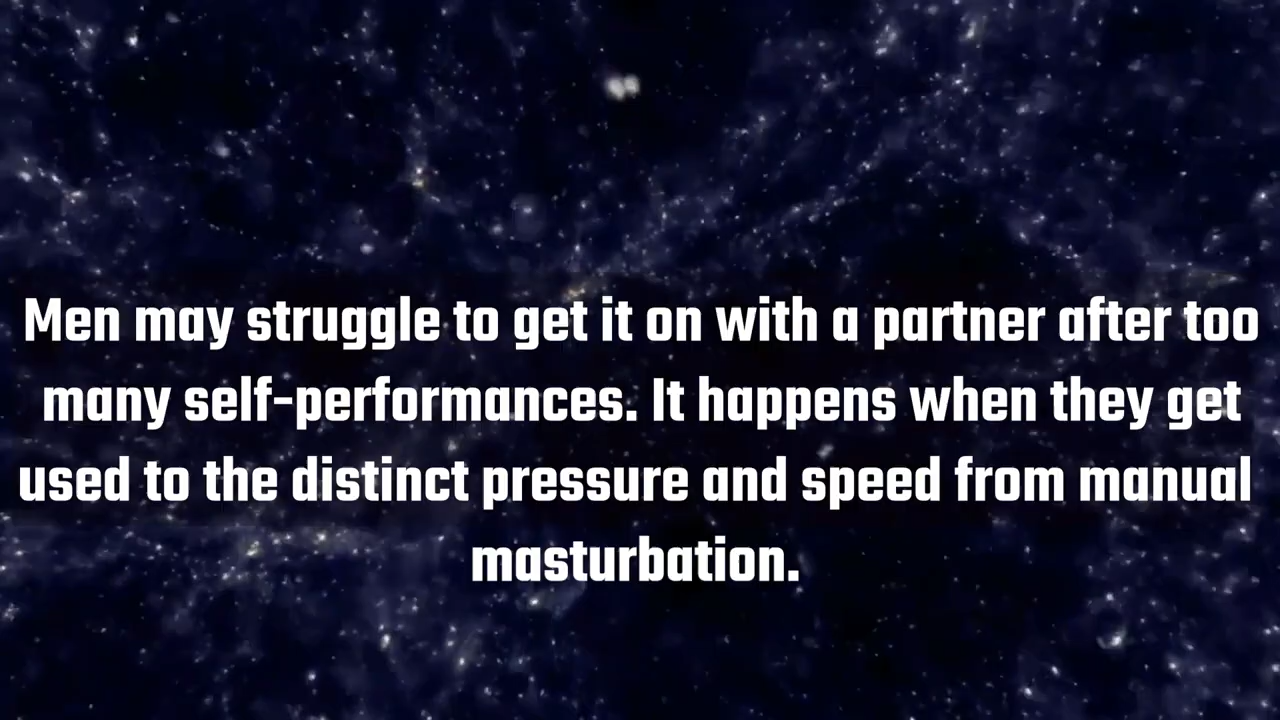 Men may struggle to get it on with a partner after too
many self-performances. It happens when they get
used to the distinct pressure and speed from manual
masturbation.